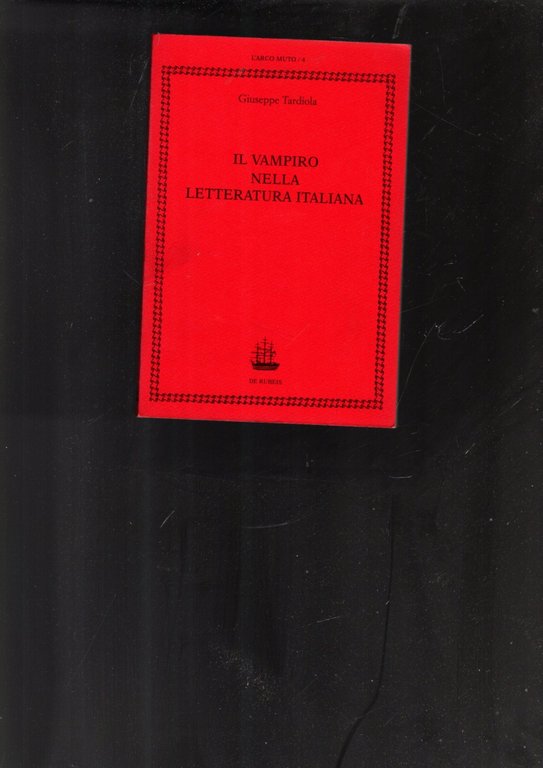 L'ARCO MUTO / 4
Giuseppe Tardiola
IL VAMPIRO
NELLA
LETTERATURA ITALIANA
DE RUBEIS